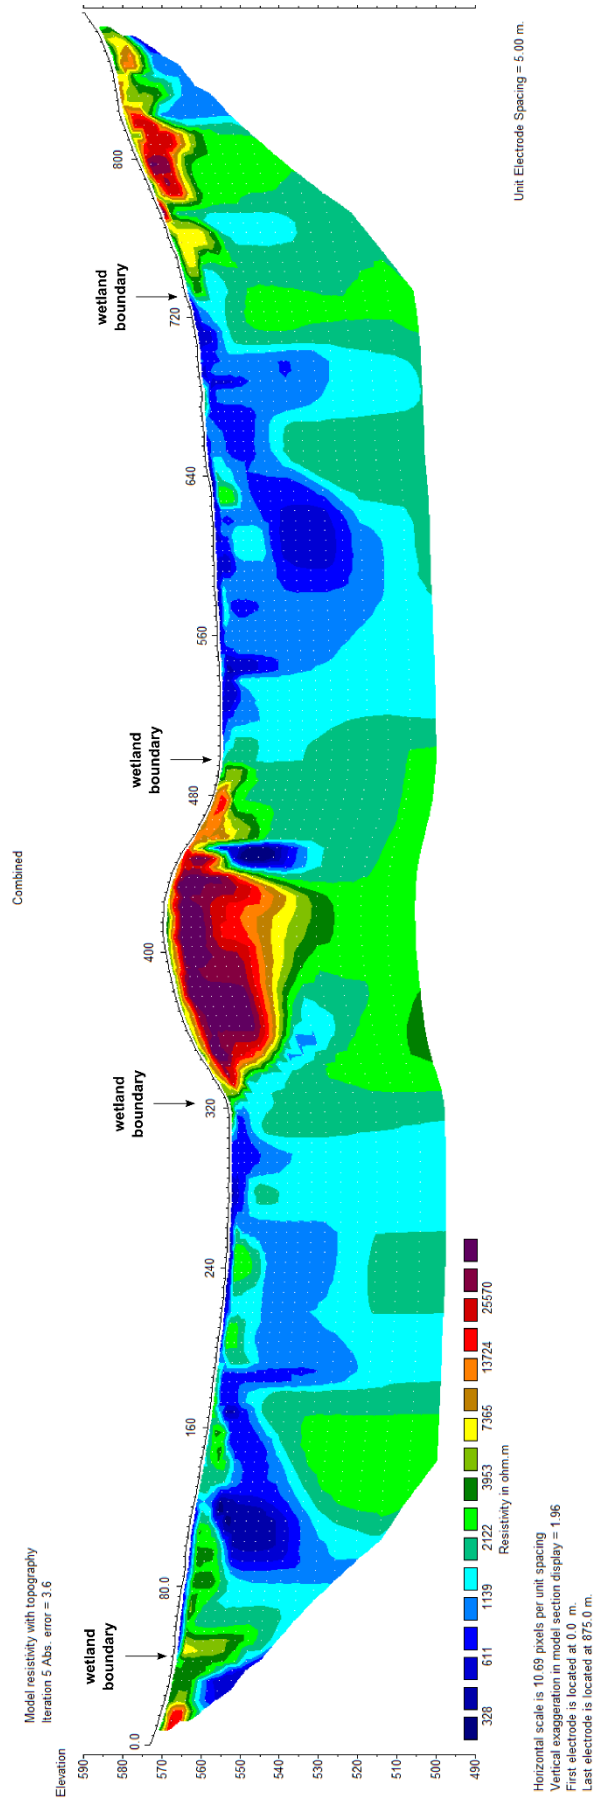 Combined
Model resistivity with topography
Iteration 5 Abs. error = 3.6
Elevation
590
580
570
560
550
540
530
520
510
500
490
0.0
80.0
160
240
320
400
480
560
640
720
800
wetland
boundary
wetland
boundary
wetland
boundary
wetland
boundary
328 611 1139 2122 3953 7365 13724 25570
Resistivity in ohm.m
Unit Electrode Spacing = 5.00 m.
Horizontal scale is 10.69 pixels per unit spacing
Vertical exaggeration in model section display = 1.96
First electrode is located at 0.0 m.
Last electrode is located at 875.0 m.